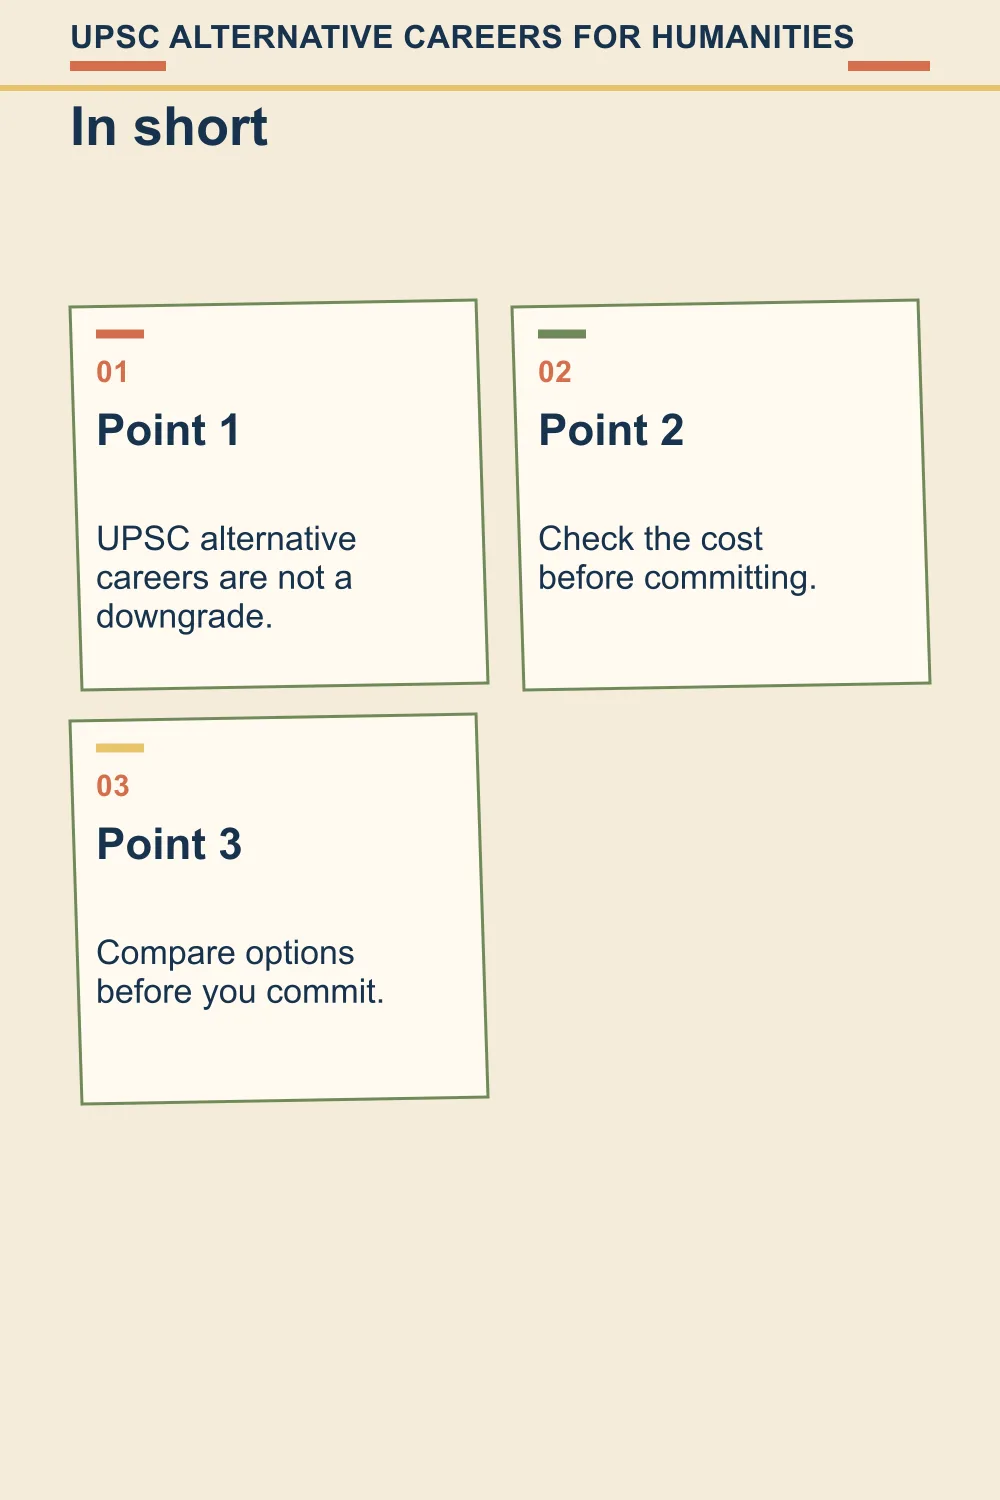 UPSC ALTERNATIVE CAREERS FOR HUMANITIES
In short
01
Point 1
UPSC alternative
careers are not a
downgrade.
02
Point 2
Check the cost
before committing.
03
Point 3
Compare options
before you commit.